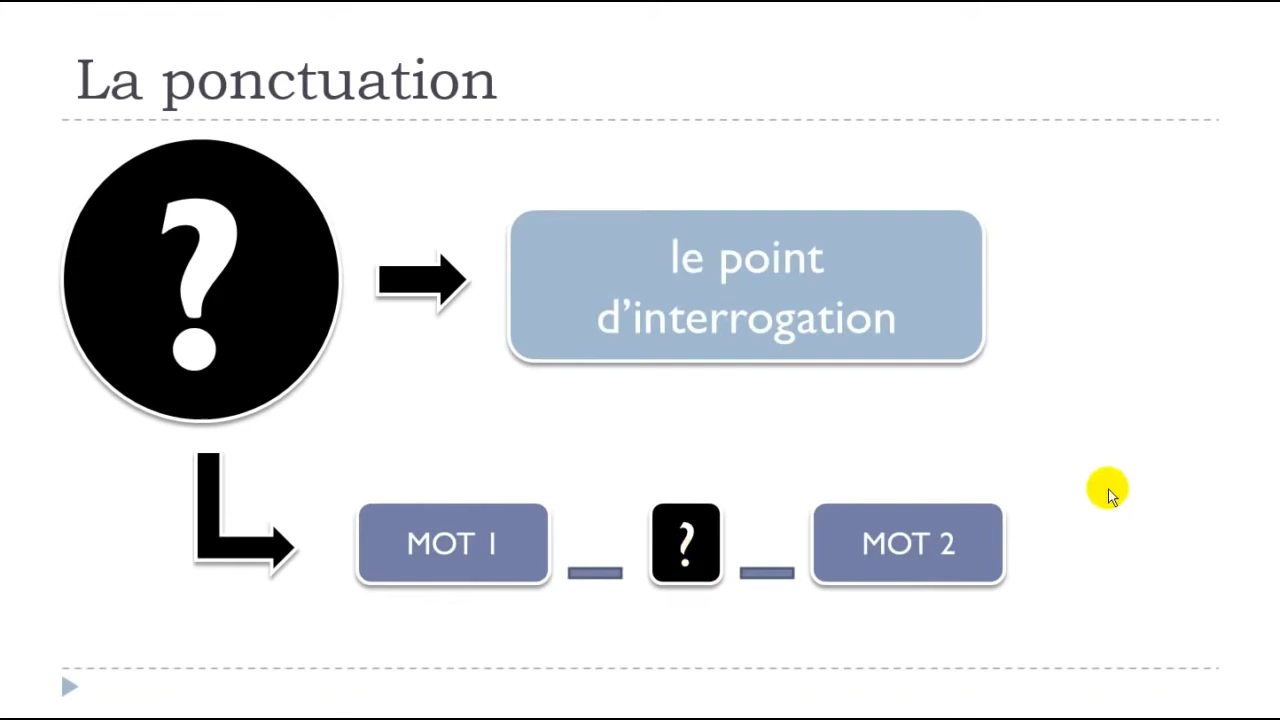 La ponctuation
?
le point
d’interrogation
MOT 1 _ ? _ MOT 2